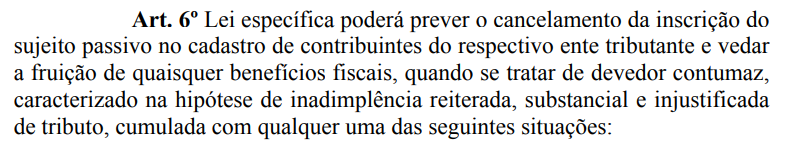 Art. 6º Lei específica poderá prever o cancelamento da inscrição do
sujeito passivo no cadastro de contribuintes do respectivo ente tributante e vedar
a fruição de quaisquer benefícios fiscais, quando se tratar de devedor contumaz,
caracterizado na hipótese de inadimplência reiterada, substancial e injustificada
de tributo, cumulada com qualquer uma das seguintes situações: